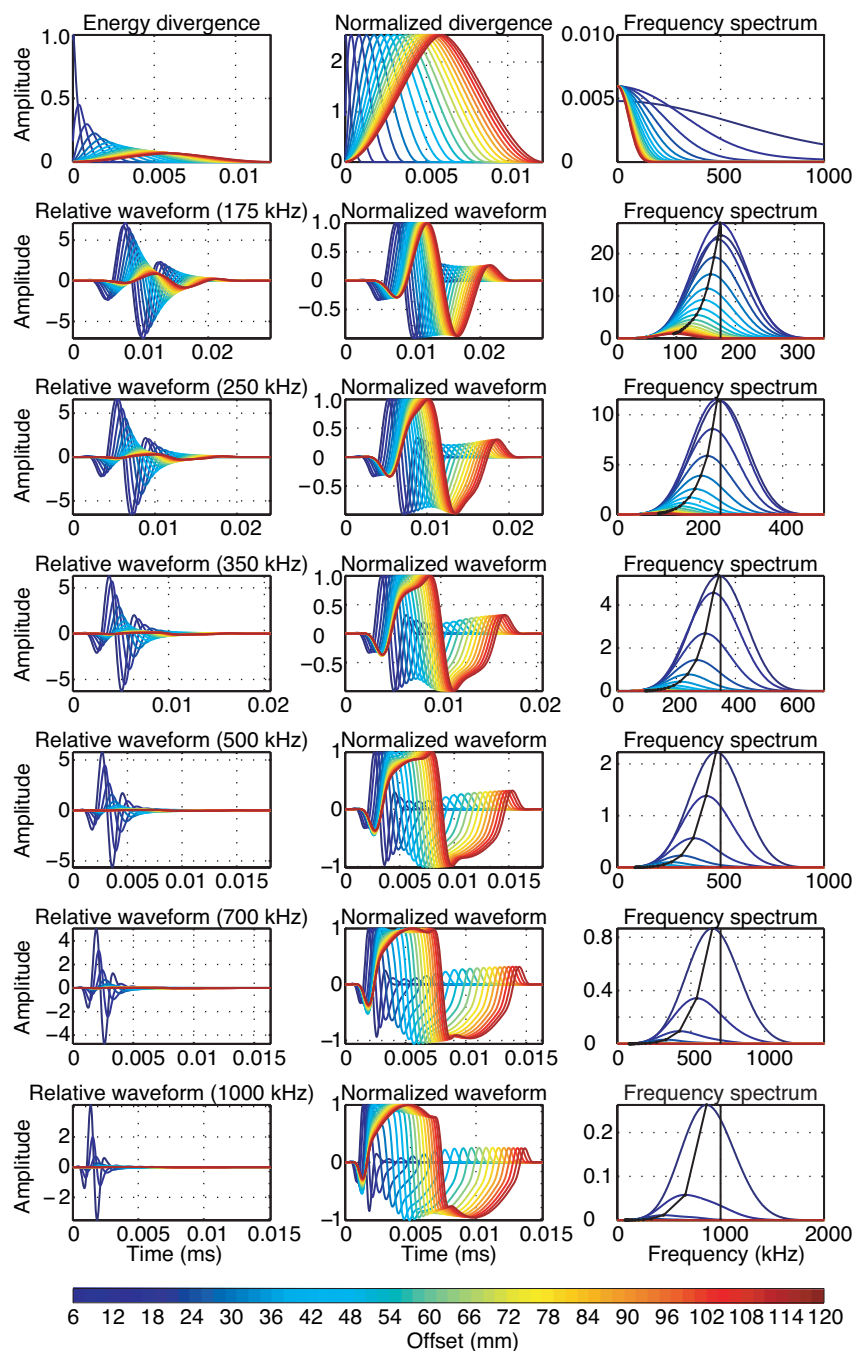 Energy divergence Normalized divergence Frequency spectrum
Amplitude
1.0
0.5
0
0 0.005 0.01
2
1
0
0 0.005 0.01
0.010
0.005
0
0 500 1000
Relative waveform (175 kHz) Normalized waveform Frequency spectrum
Amplitude
5
0
−5
0 0.01 0.02
1.0
0.5
0
−0.5
0 0.01 0.02
20
10
0
0 100 200 300
Relative waveform (250 kHz) Normalized waveform Frequency spectrum
Amplitude
5
0
−5
0 0.01 0.02
1.0
0.5
0
−0.5
0 0.01 0.02
10
5
0
0 200 400
Relative waveform (350 kHz) Normalized waveform Frequency spectrum
Amplitude
5
0
−5
0 0.01 0.02
1.0
0.5
0
−0.5
0 0.01 0.02
4
2
0
0 200 400 600
Relative waveform (500 kHz) Normalized waveform Frequency spectrum
Amplitude
5
0
−5
0 0.005 0.01 0.015
1
0
−1
0 0.005 0.01 0.015
2
1
0
0 500 1000
Relative waveform (700 kHz) Normalized waveform Frequency spectrum
Amplitude
5
3
0
−2
−4
0 0.005 0.01 0.015
1
0
−1
0 0.005 0.01 0.015
0.8
0.4
0
0 500 1000
Relative waveform (1000 kHz) Normalized waveform Frequency spectrum
Amplitude
2
0
−2
0 0.005 0.01 0.015
1
0
−1
0 0.005 0.01 0.015
0.2
0.1
0
0 1000 2000
Time (ms) Time (ms) Frequency (kHz)
6 12 18 24 30 36 42 48 54 60 66 72 78 84 90 96 102 108 114 120
Offset (mm)